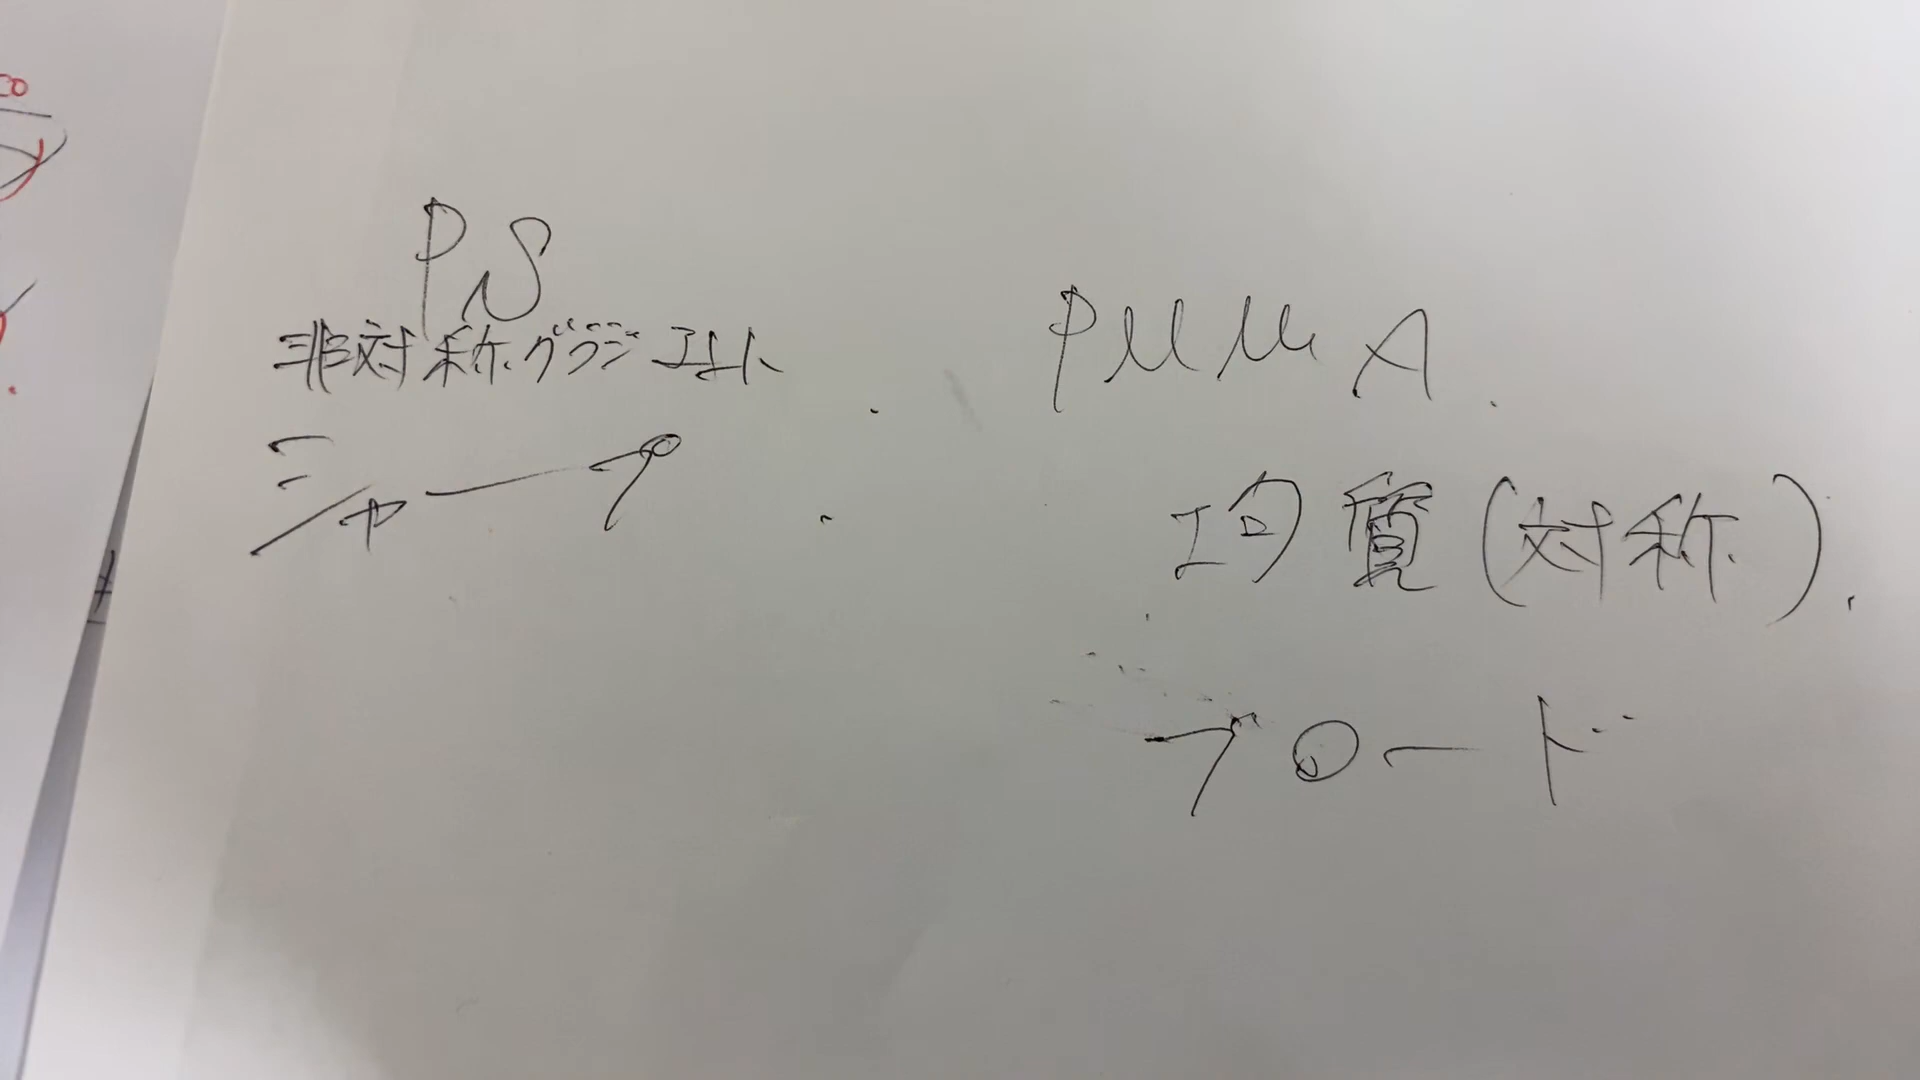 PS
非対称グラジエント
シャープ
PMMA.
均質(対称).
ブロード